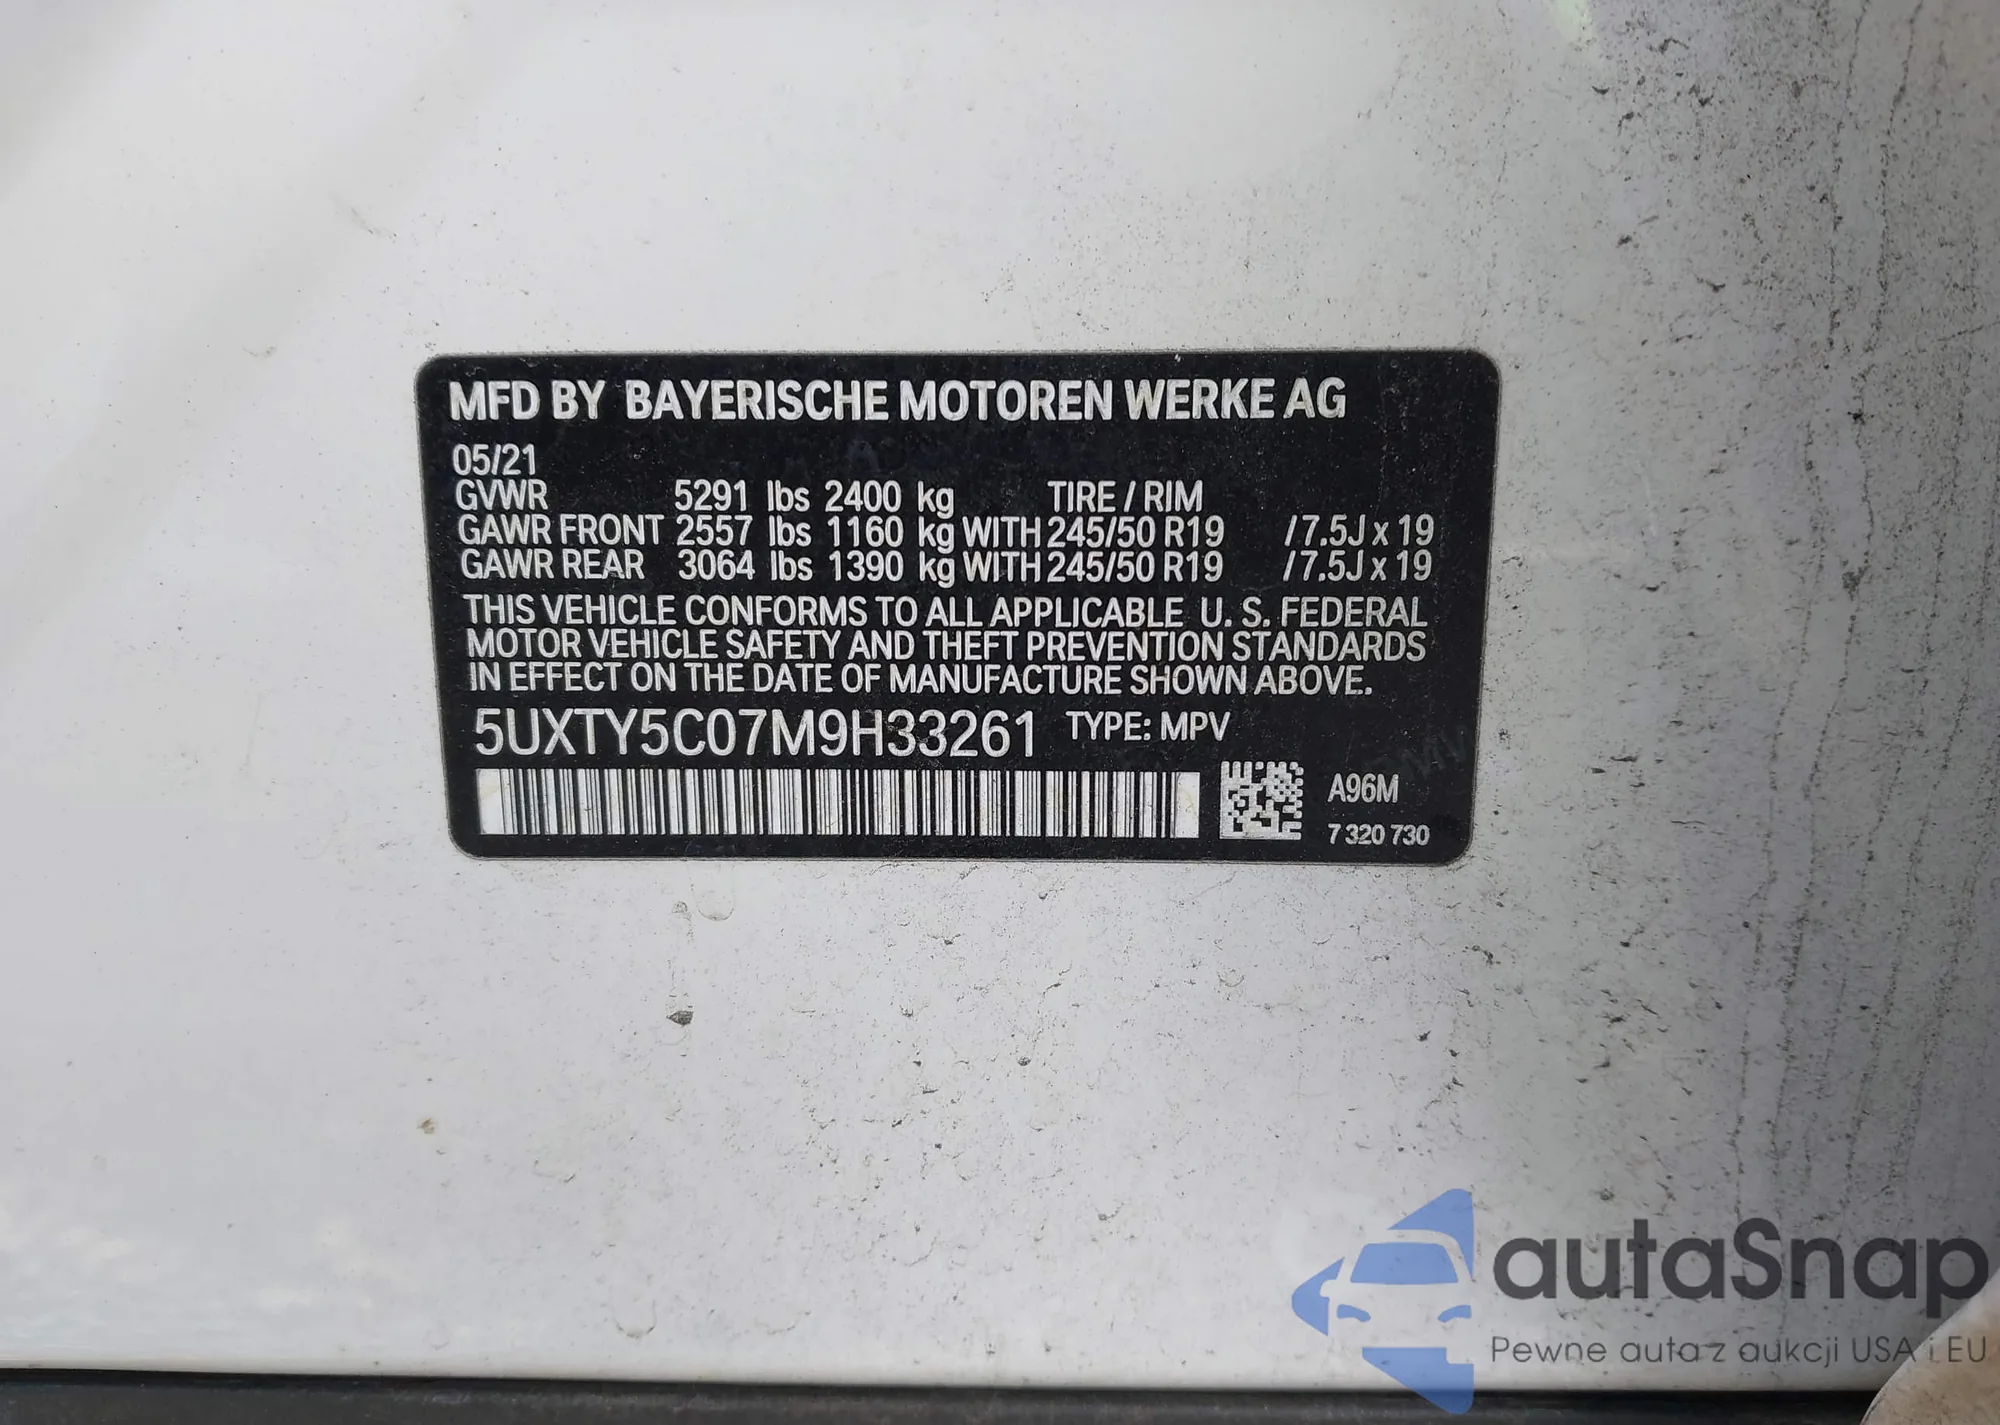 MFD BY BAYERISCHE MOTOREN WERKE AG
05/21
GVWR 5291 lbs 2400 kg TIRE / RIM
GAWR FRONT 2557 lbs 1160 kg WITH 245/50 R19 /7.5J x 19
GAWR REAR 3064 lbs 1390 kg WITH 245/50 R19 /7.5J x 19
THIS VEHICLE CONFORMS TO ALL APPLICABLE U. S. FEDERAL
MOTOR VEHICLE SAFETY AND THEFT PREVENTION STANDARDS
IN EFFECT ON THE DATE OF MANUFACTURE SHOWN ABOVE.
5UXTY5C07M9H33261 TYPE: MPV
A96M
7 320 730
autaSnap
Pewne auta z aukcji USA i EU